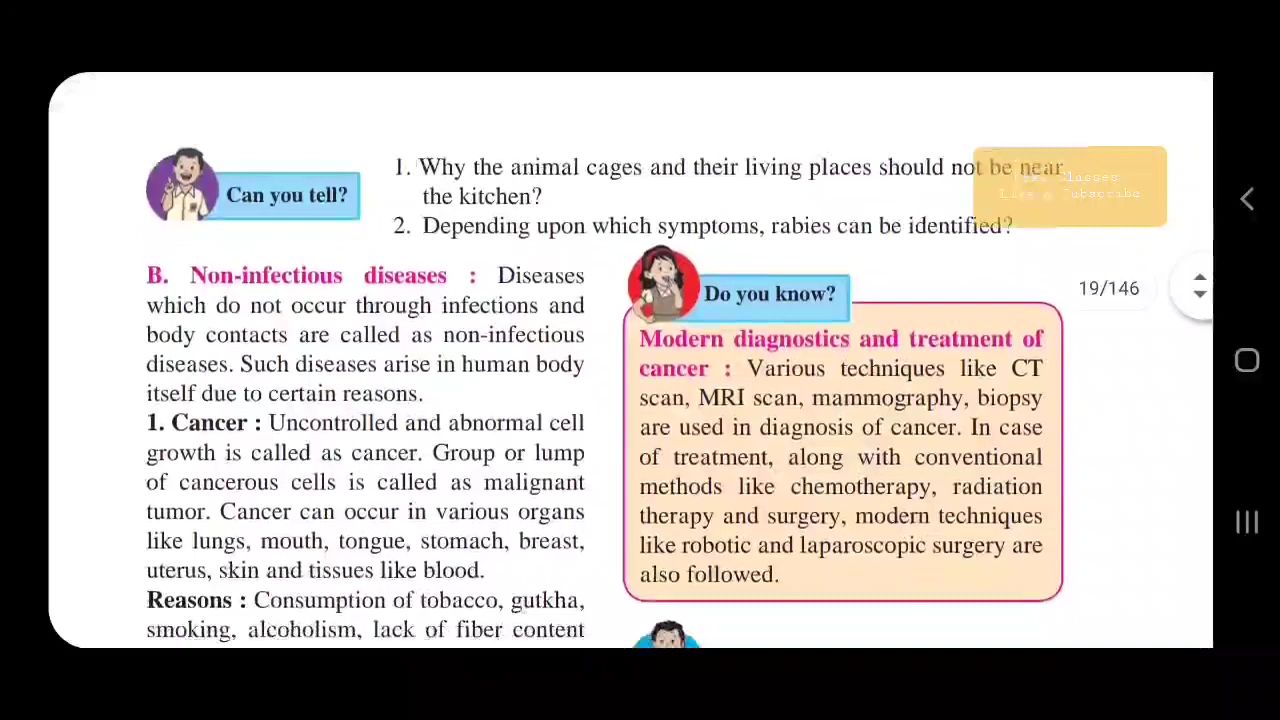 Can you tell?
1. Why the animal cages and their living places should not be near
the kitchen?
2. Depending upon which symptoms, rabies can be identified?
Like & Subscribe
19/146
B. Non-infectious diseases : Diseases
which do not occur through infections and
body contacts are called as non-infectious
diseases. Such diseases arise in human body
itself due to certain reasons.
1. Cancer : Uncontrolled and abnormal cell
growth is called as cancer. Group or lump
of cancerous cells is called as malignant
tumor. Cancer can occur in various organs
like lungs, mouth, tongue, stomach, breast,
uterus, skin and tissues like blood.
Reasons : Consumption of tobacco, gutkha,
smoking, alcoholism, lack of fiber content
Do you know?
Modern diagnostics and treatment of
cancer : Various techniques like CT
scan, MRI scan, mammography, biopsy
are used in diagnosis of cancer. In case
of treatment, along with conventional
methods like chemotherapy, radiation
therapy and surgery, modern techniques
like robotic and laparoscopic surgery are
also followed.